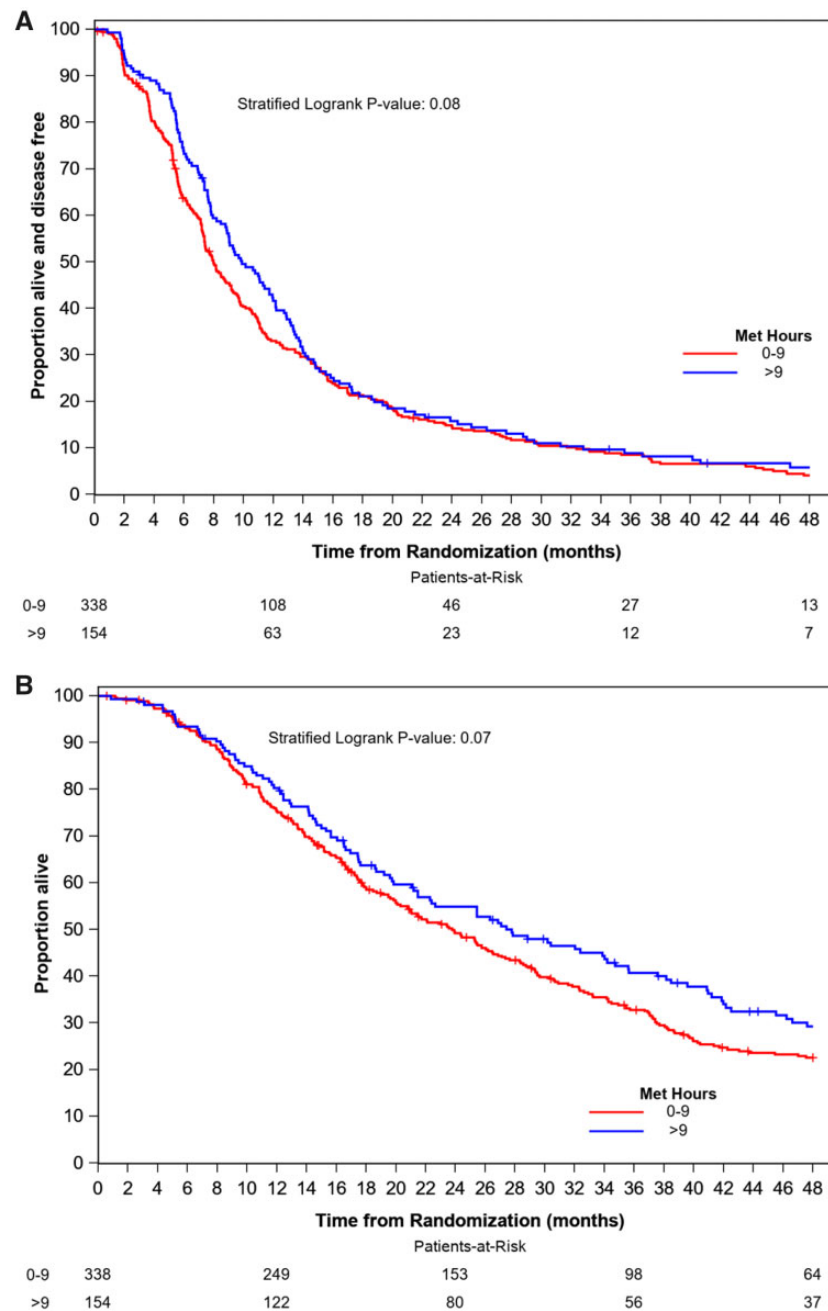 A
Proportion alive and disease free
100
90
80
70
60
50
40
30
20
10
0
Stratified Logrank P-value: 0.08
Met Hours
0-9
>9
0 2 4 6 8 10 12 14 16 18 20 22 24 26 28 30 32 34 36 38 40 42 44 46 48
Time from Randomization (months)
Patients-at-Risk
0-9 338 108 46 27 13
>9 154 63 23 12 7
B
Proportion alive
100
90
80
70
60
50
40
30
20
10
0
Stratified Logrank P-value: 0.07
Met Hours
0-9
>9
0 2 4 6 8 10 12 14 16 18 20 22 24 26 28 30 32 34 36 38 40 42 44 46 48
Time from Randomization (months)
Patients-at-Risk
0-9 338 249 153 98 64
>9 154 122 80 56 37